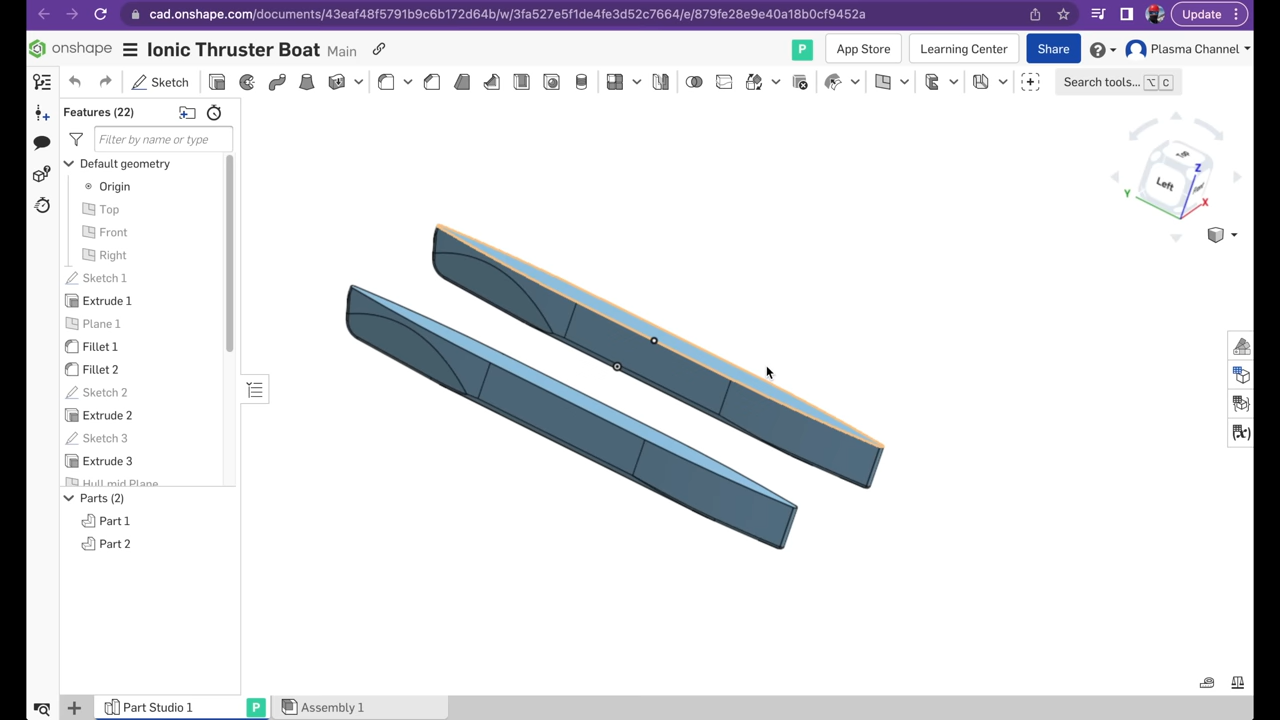 cad.onshape.com/documents/43eaf48f5791b9c6b172d64b/w/3fa527e5f1de4fe3d52c7664/e/879fe28e9e40a18b0cf9452a
Update
onshape Ionic Thruster Boat Main
P App Store Learning Center Share Plasma Channel
Sketch
Search tools... ⌥ C
Features (22)
Filter by name or type
Default geometry
Origin
Top
Front
Right
Sketch 1
Extrude 1
Plane 1
Fillet 1
Fillet 2
Sketch 2
Extrude 2
Sketch 3
Extrude 3
Hull mid Plane
Parts (2)
Part 1
Part 2
Left
Z
Y
X
Part Studio 1 P Assembly 1